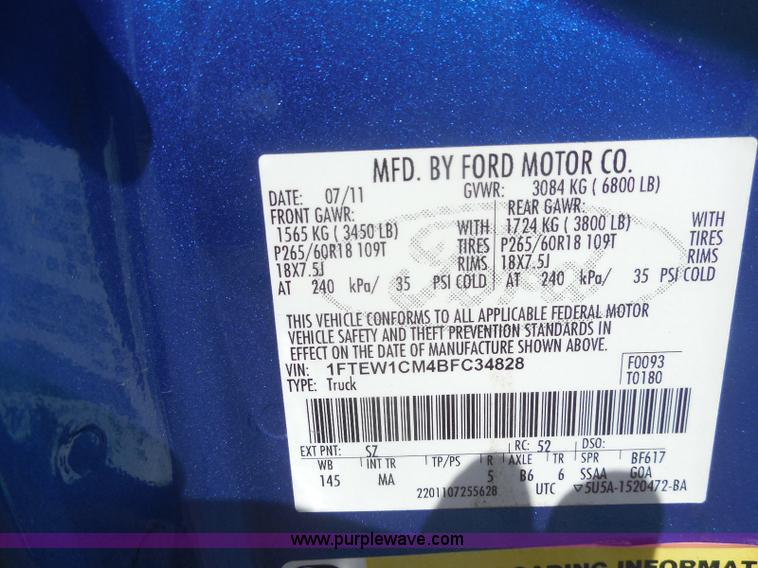 MFD. BY FORD MOTOR CO.
DATE: 07/11 GVWR: 3084 KG ( 6800 LB)
FRONT GAWR: REAR GAWR:
1565 KG ( 3450 LB) WITH 1724 KG ( 3800 LB) WITH
P265/60R18 109T TIRES P265/60R18 109T TIRES
18X7.5J RIMS 18X7.5J RIMS
AT 240 kPa/ 35 PSI COLD AT 240 kPa/ 35 PSI COLD
Ford
THIS VEHICLE CONFORMS TO ALL APPLICABLE FEDERAL MOTOR
VEHICLE SAFETY AND THEFT PREVENTION STANDARDS IN
EFFECT ON THE DATE OF MANUFACTURE SHOWN ABOVE.
VIN: 1FTEW1CM4BFC34828 F0093
TYPE: Truck T0180
EXT PNT: SZ RC: 52 DSO:
WB INT TR TP/PS R AXLE TR SPR BF617
145 MA 5 B6 6 SSAA GOA
2201107255628 UTC 5U5A-1520472-BA
www.purplewave.com
LOADING INFORMAT